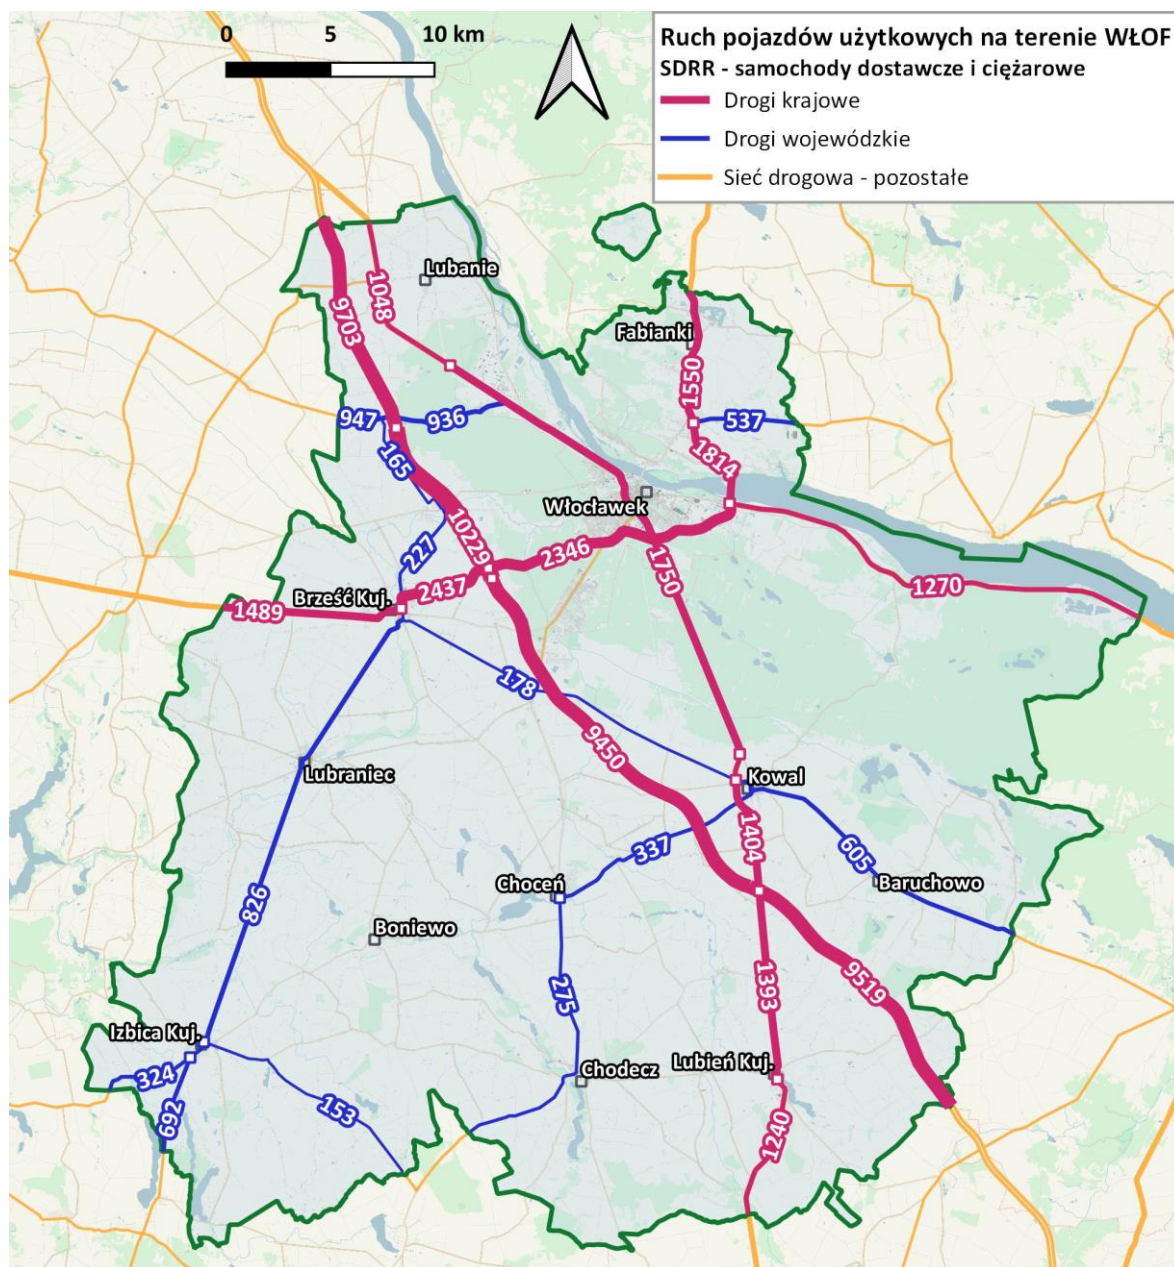 0 5 10 km
Ruch pojazdów użytkowych na terenie WŁOF
SDRR - samochody dostawcze i ciężarowe
Drogi krajowe
Drogi wojewódzkie
Sieć drogowa - pozostałe
Lubanie
1048
9703
Fabianki
1550
947
936
537
165
1814
Włocławek
10229
227
2346
1750
2437
1270
Brześć Kuj.
1489
178
9450
Lubraniec
Kowal
1404
337
605
Choceń
Baruchowo
826
Boniewo
275
1393
9519
Izbica Kuj.
324
Chodecz
Lubień Kuj.
692
153
1240